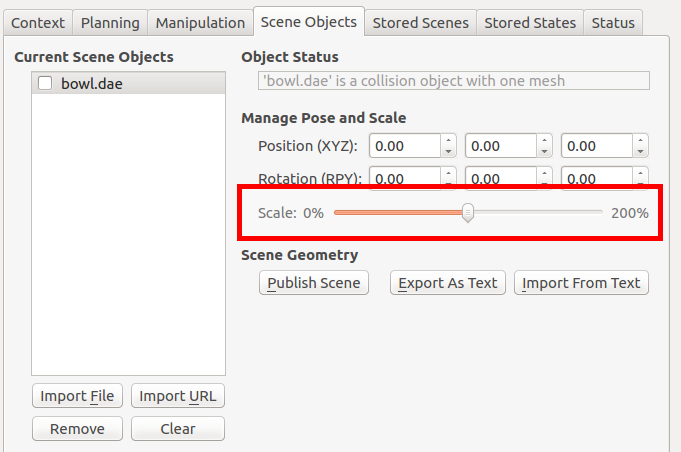 Context Planning Manipulation Scene Objects Stored Scenes Stored States Status
Current Scene Objects
bowl.dae
Import File Import URL
Remove Clear
Object Status
'bowl.dae' is a collision object with one mesh
Manage Pose and Scale
Position (XYZ): 0.00 0.00 0.00
Rotation (RPY): 0.00 0.00 0.00
Scale: 0% 200%
Scene Geometry
Publish Scene Export As Text Import From Text